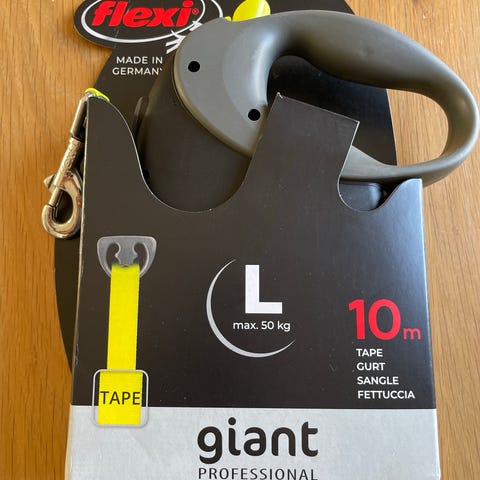 flexi®
MADE IN
GERMANY
L
max. 50 kg
10m
TAPE
GURT
SANGLE
FETTUCCIA
TAPE
giant
PROFESSIONAL